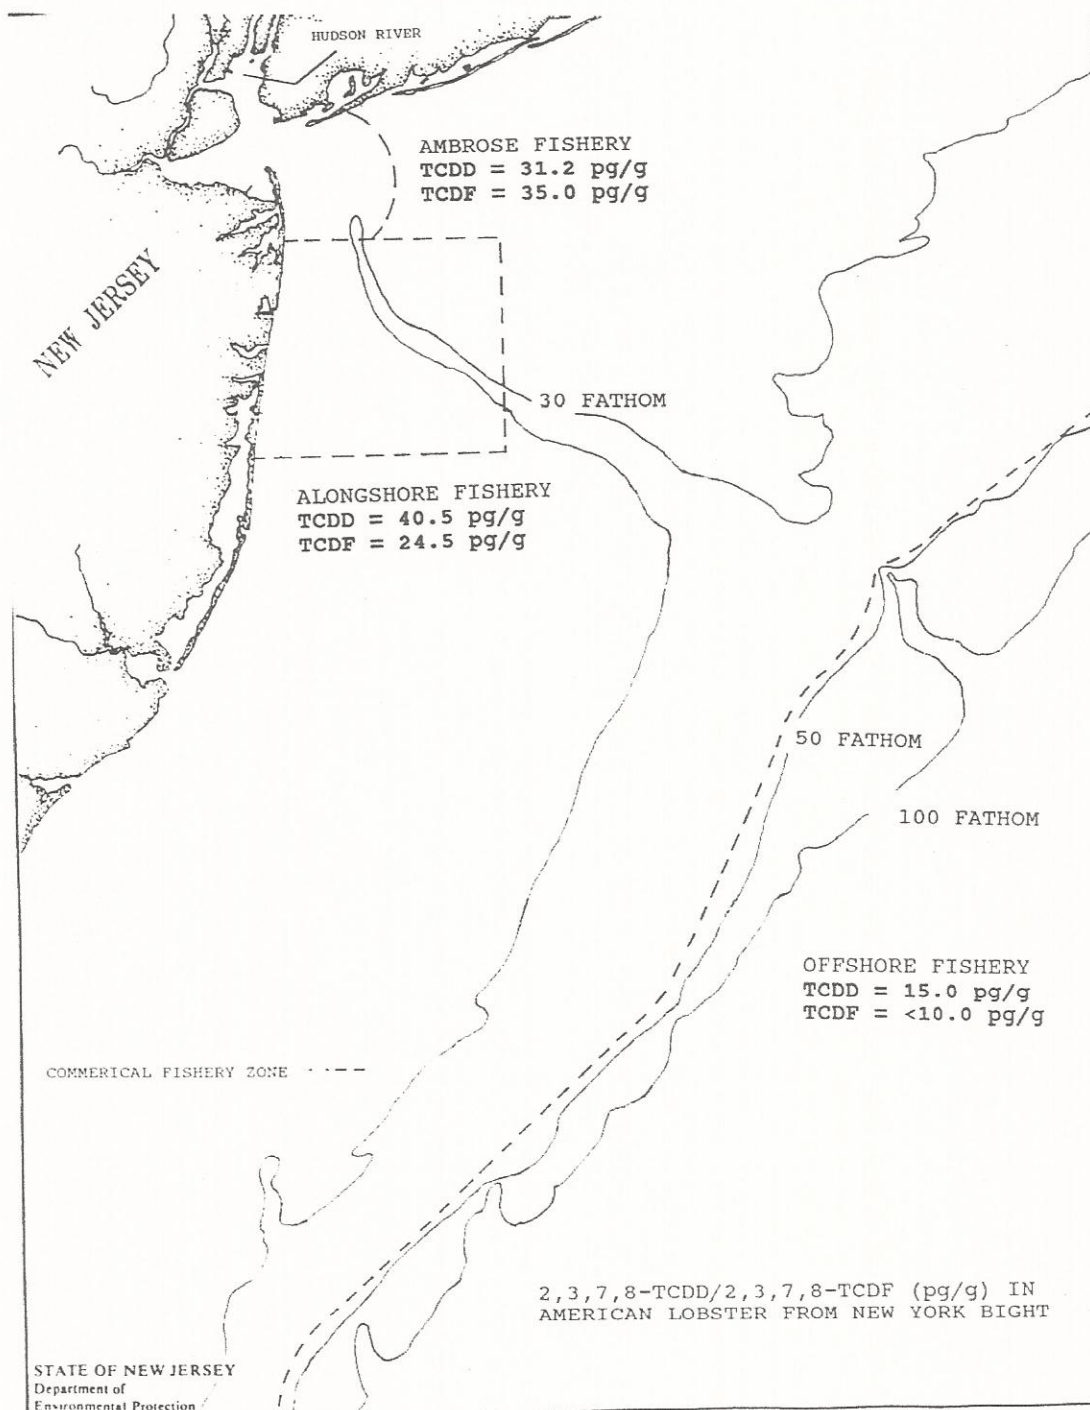 HUDSON RIVER
AMBROSE FISHERY
TCDD = 31.2 pg/g
TCDF = 35.0 pg/g
NEW JERSEY
30 FATHOM
ALONGSHORE FISHERY
TCDD = 40.5 pg/g
TCDF = 24.5 pg/g
50 FATHOM
100 FATHOM
OFFSHORE FISHERY
TCDD = 15.0 pg/g
TCDF = <10.0 pg/g
COMMERICAL FISHERY ZONE
2,3,7,8-TCDD/2,3,7,8-TCDF (pg/g) IN
AMERICAN LOBSTER FROM NEW YORK BIGHT
STATE OF NEW JERSEY
Department of
Environmental Protection